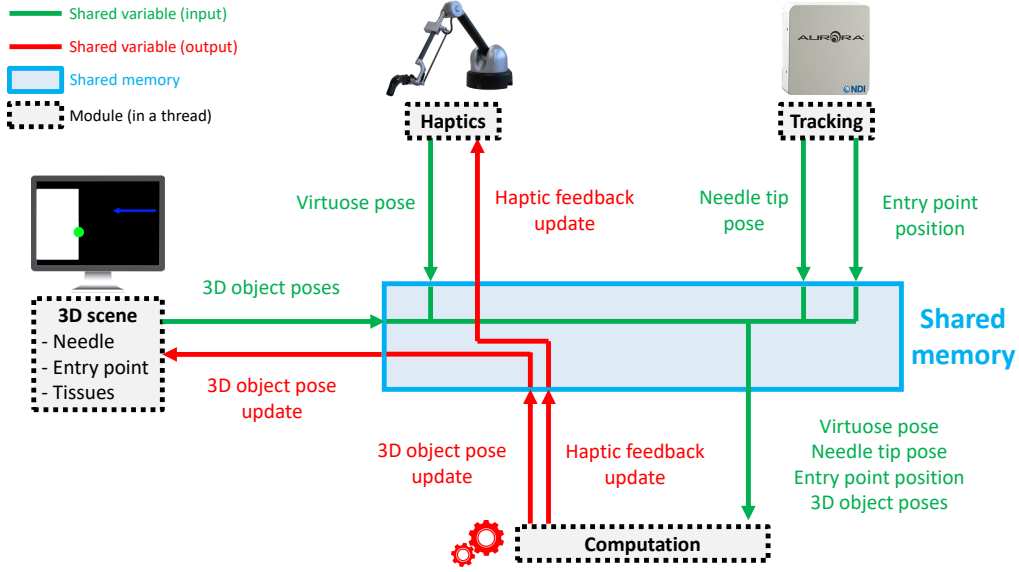 Shared variable (input)
Shared variable (output)
Shared memory
Module (in a thread)
AURORA
NDI
Haptics
Tracking
Virtuose pose
Haptic feedback
update
Needle tip
pose
Entry point
position
3D object poses
3D scene
- Needle
- Entry point
- Tissues
Shared
memory
3D object pose
update
3D object pose
update
Haptic feedback
update
Virtuose pose
Needle tip pose
Entry point position
3D object poses
Computation